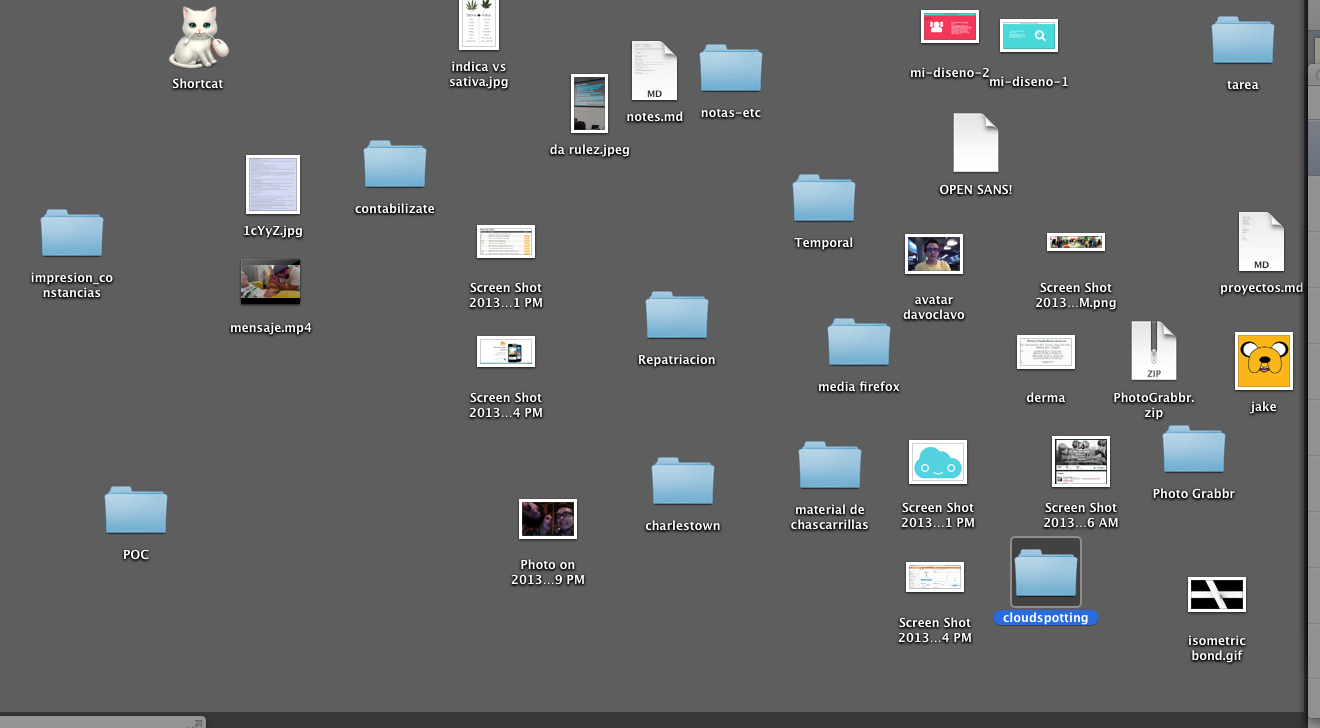 Shortcat
indica vs
sativa.jpg
da rulez.jpeg
MD
notes.md
notas-etc
mi-diseno-2
mi-diseno-1
tarea
OPEN SANS!
1cYyZ.jpg
contabilizate
Temporal
impresion_co
nstancias
mensaje.mp4
Screen Shot
2013...1 PM
avatar
davoclavo
Screen Shot
2013...M.png
MD
proyectos.md
Repatriacion
media firefox
Screen Shot
2013...4 PM
derma
ZIP
PhotoGrabbr.
zip
jake
POC
Photo on
2013...9 PM
charlestown
material de
chascarrillas
Screen Shot
2013...1 PM
Screen Shot
2013...6 AM
Photo Grabbr
Screen Shot
2013...4 PM
cloudspotting
isometric
bond.gif